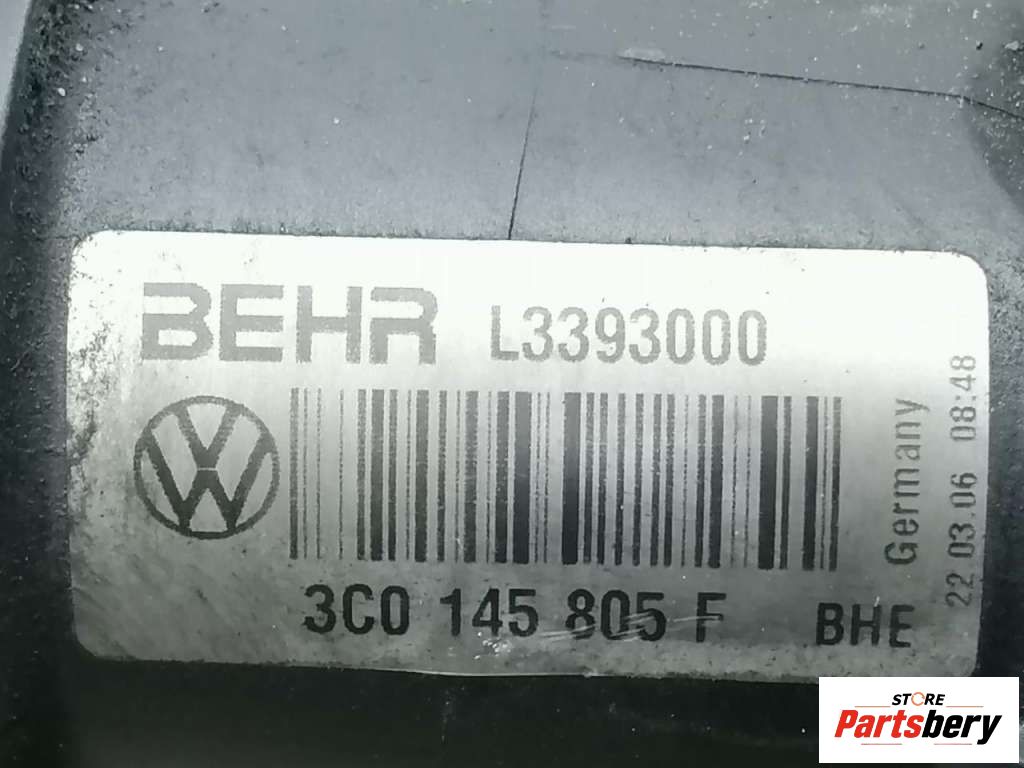 BEHR L3393000
3C0 145 805 F BHE
Germany
22 03.06 08:48
STORE
Partsbery